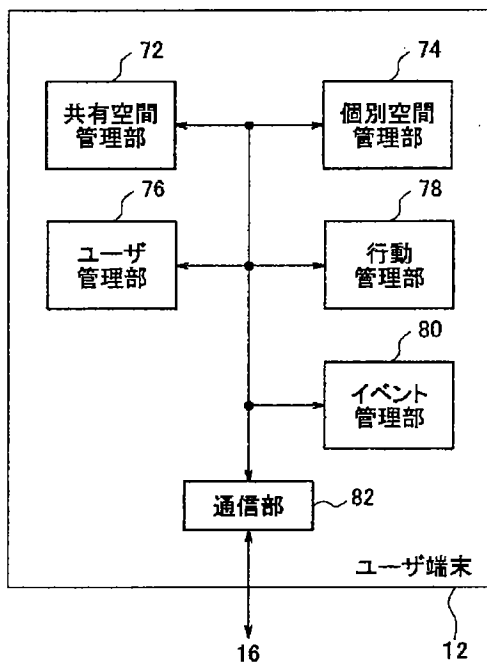 72
74
共有空間
管理部
個別空間
管理部
76
78
ユーザ
管理部
行動
管理部
80
イベント
管理部
通信部
82
ユーザ端末
16
12